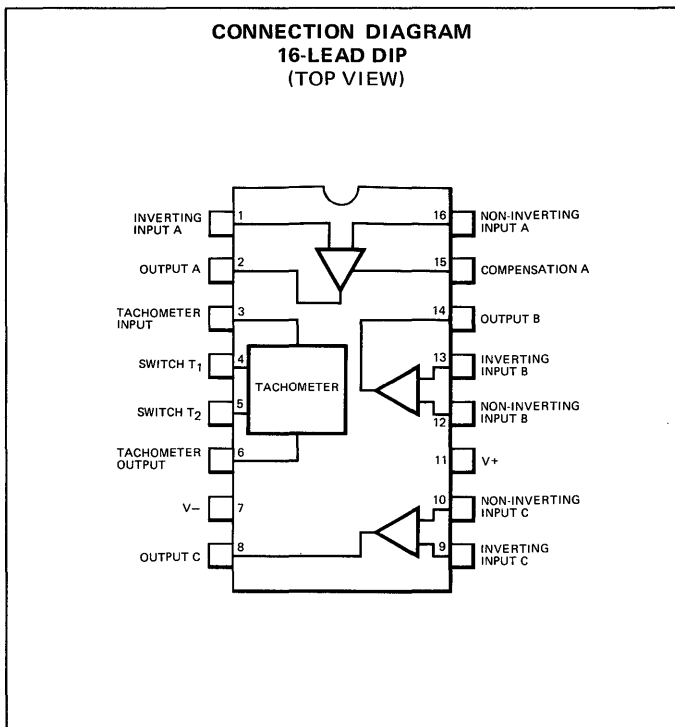 CONNECTION DIAGRAM
16-LEAD DIP
(TOP VIEW)
INVERTING
INPUT A
1
OUTPUT A
2
TACHOMETER
INPUT
3
SWITCH T1
4
SWITCH T2
5
TACHOMETER
OUTPUT
6
V−
7
OUTPUT C
8
TACHOMETER
16
NON-INVERTING
INPUT A
15
COMPENSATION A
14
OUTPUT B
13
INVERTING
INPUT B
12
NON-INVERTING
INPUT B
11
V+
10
NON-INVERTING
INPUT C
9
INVERTING
INPUT C